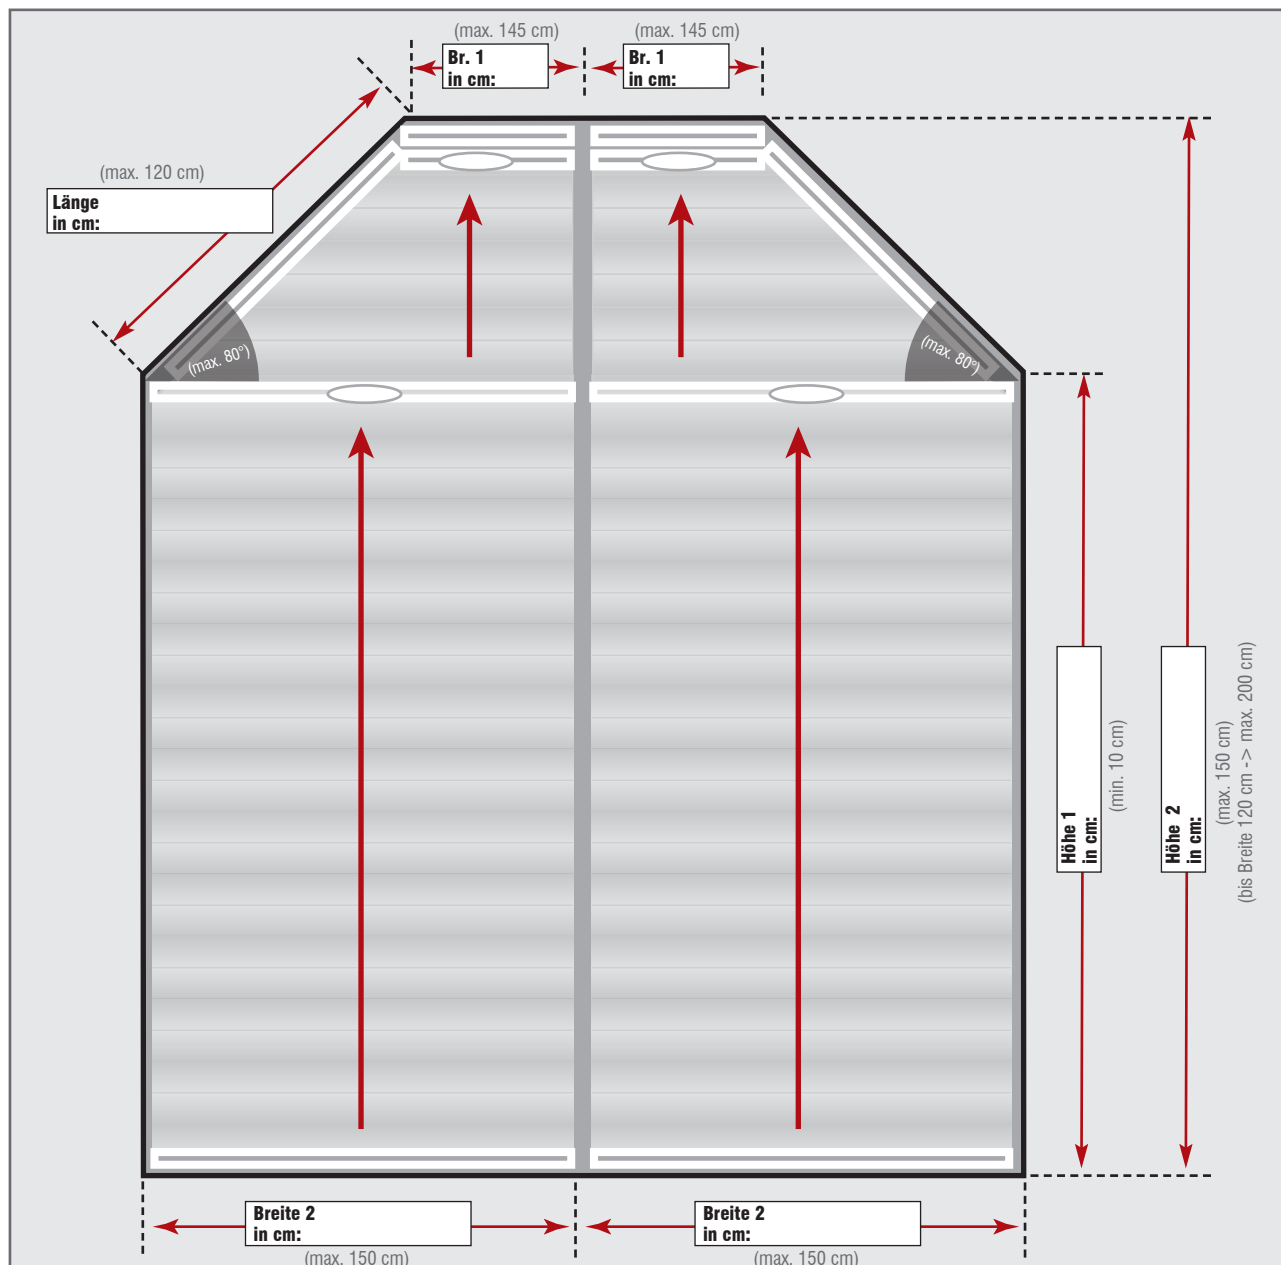 (max. 145 cm)
(max. 145 cm)
Br. 1
in cm:
Br. 1
in cm:
(max. 120 cm)
Länge
in cm:
(max. 80°)
(max. 80°)
Höhe 1
in cm:
(min. 10 cm)
Höhe 2
in cm:
(max. 150 cm)
(bis Breite 120 cm -> max. 200 cm)
Breite 2
in cm:
Breite 2
in cm:
(max. 150 cm)
(max. 150 cm)